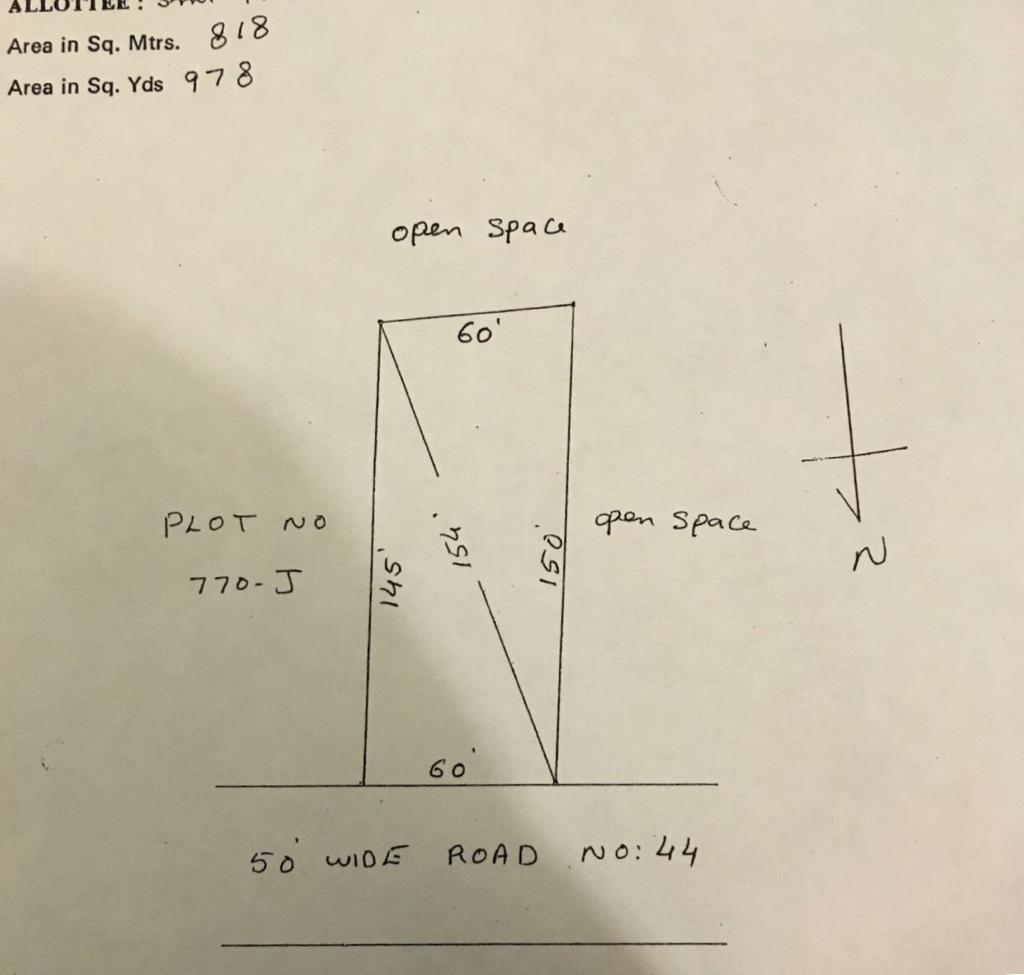 ALLOTTEE :
Area in Sq. Mtrs. 818
Area in Sq. Yds 978
open space
60'
PLOT NO
770-J
145'
154'
150'
open space
N
60'
50' WIDE ROAD NO: 44